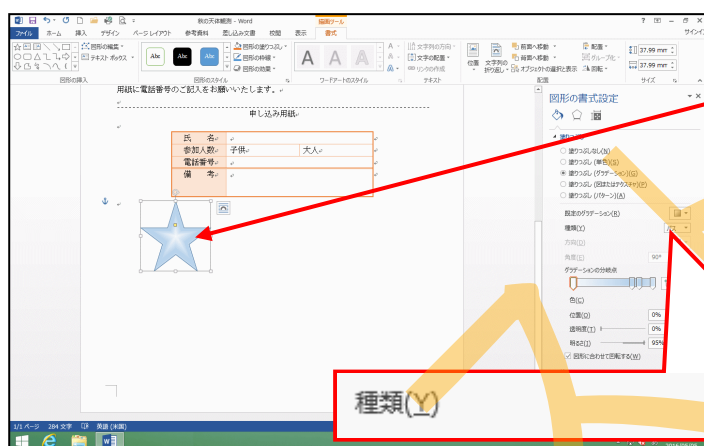 秋の天体観測 - Word
描画ツール
サインイン
ファイル ホーム 挿入 デザイン ページ レイアウト 参考資料 差し込み文書 校閲 表示 書式
図形の編集
テキスト ボックス
図形の挿入
Abc Abc Abc
図形の塗りつぶし
図形の枠線
図形の効果
図形のスタイル
A A A
ワードアートのスタイル
文字列の方向
文字の配置
リンクの作成
テキスト
位置 文字列の折り返し
前面へ移動
背面へ移動
オブジェクトの選択と表示
配置
グループ化
回転
配置
37.99 mm
37.99 mm
サイズ
用紙に電話番号のご記入をお願いいたします。
申し込み用紙
氏 名
参加人数 子供 大人
電話番号
備 考
図形の書式設定
塗りつぶし
塗りつぶしなし(N)
塗りつぶし (単色)(S)
塗りつぶし (グラデーション)(G)
塗りつぶし (図またはテクスチャ)(P)
塗りつぶし (パターン)(A)
既定のグラデーション(R)
種類(Y) パス
方向(D)
角度(E) 90°
グラデーションの分岐点
色(C)
位置(O) 0%
透明度(T) 0%
明るさ(I) 95%
図形に合わせて回転する(W)
種類(Y)
1/1 ページ 284 文字 英語 (米国)